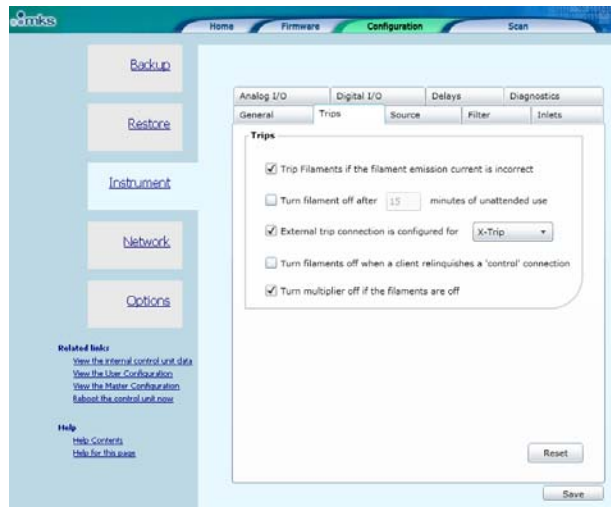 mks
Home Firmware Configuration Scan
Backup
Restore
Instrument
Network
Options
Related links
View the internal control unit data
View the User Configuration
View the Master Configuration
Reboot the control unit now
Help
Help Contents
Help for this page
Analog I/O Digital I/O Delays Diagnostics
General Trips Source Filter Inlets
Trips
Trip Filaments if the filament emission current is incorrect
Turn filament off after 15 minutes of unattended use
External trip connection is configured for X-Trip
Turn filaments off when a client relinquishes a 'control' connection
Turn multiplier off if the filaments are off
Reset
Save